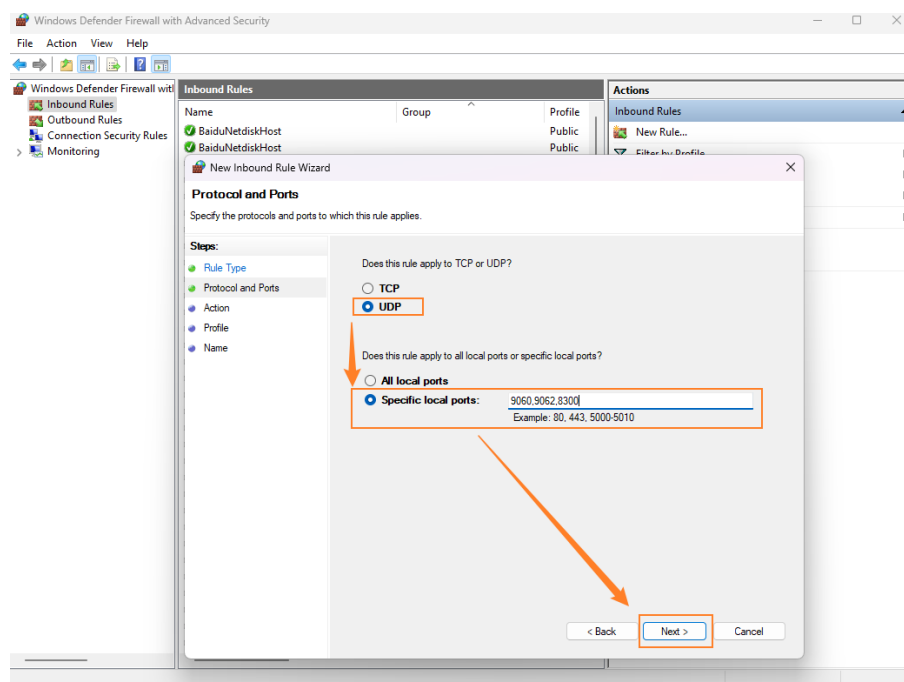 Windows Defender Firewall with Advanced Security
File Action View Help
Windows Defender Firewall with
Inbound Rules
Outbound Rules
Connection Security Rules
Monitoring
Inbound Rules
Name Group Profile
BaiduNetdiskHost Public
BaiduNetdiskHost Public
Actions
Inbound Rules
New Rule...
Filter by Profile
New Inbound Rule Wizard
Protocol and Ports
Specify the protocols and ports to which this rule applies.
Steps:
Rule Type
Protocol and Ports
Action
Profile
Name
Does this rule apply to TCP or UDP?
TCP
UDP
Does this rule apply to all local ports or specific local ports?
All local ports
Specific local ports: 9060,9062,8300
Example: 80, 443, 5000-5010
< Back Next > Cancel